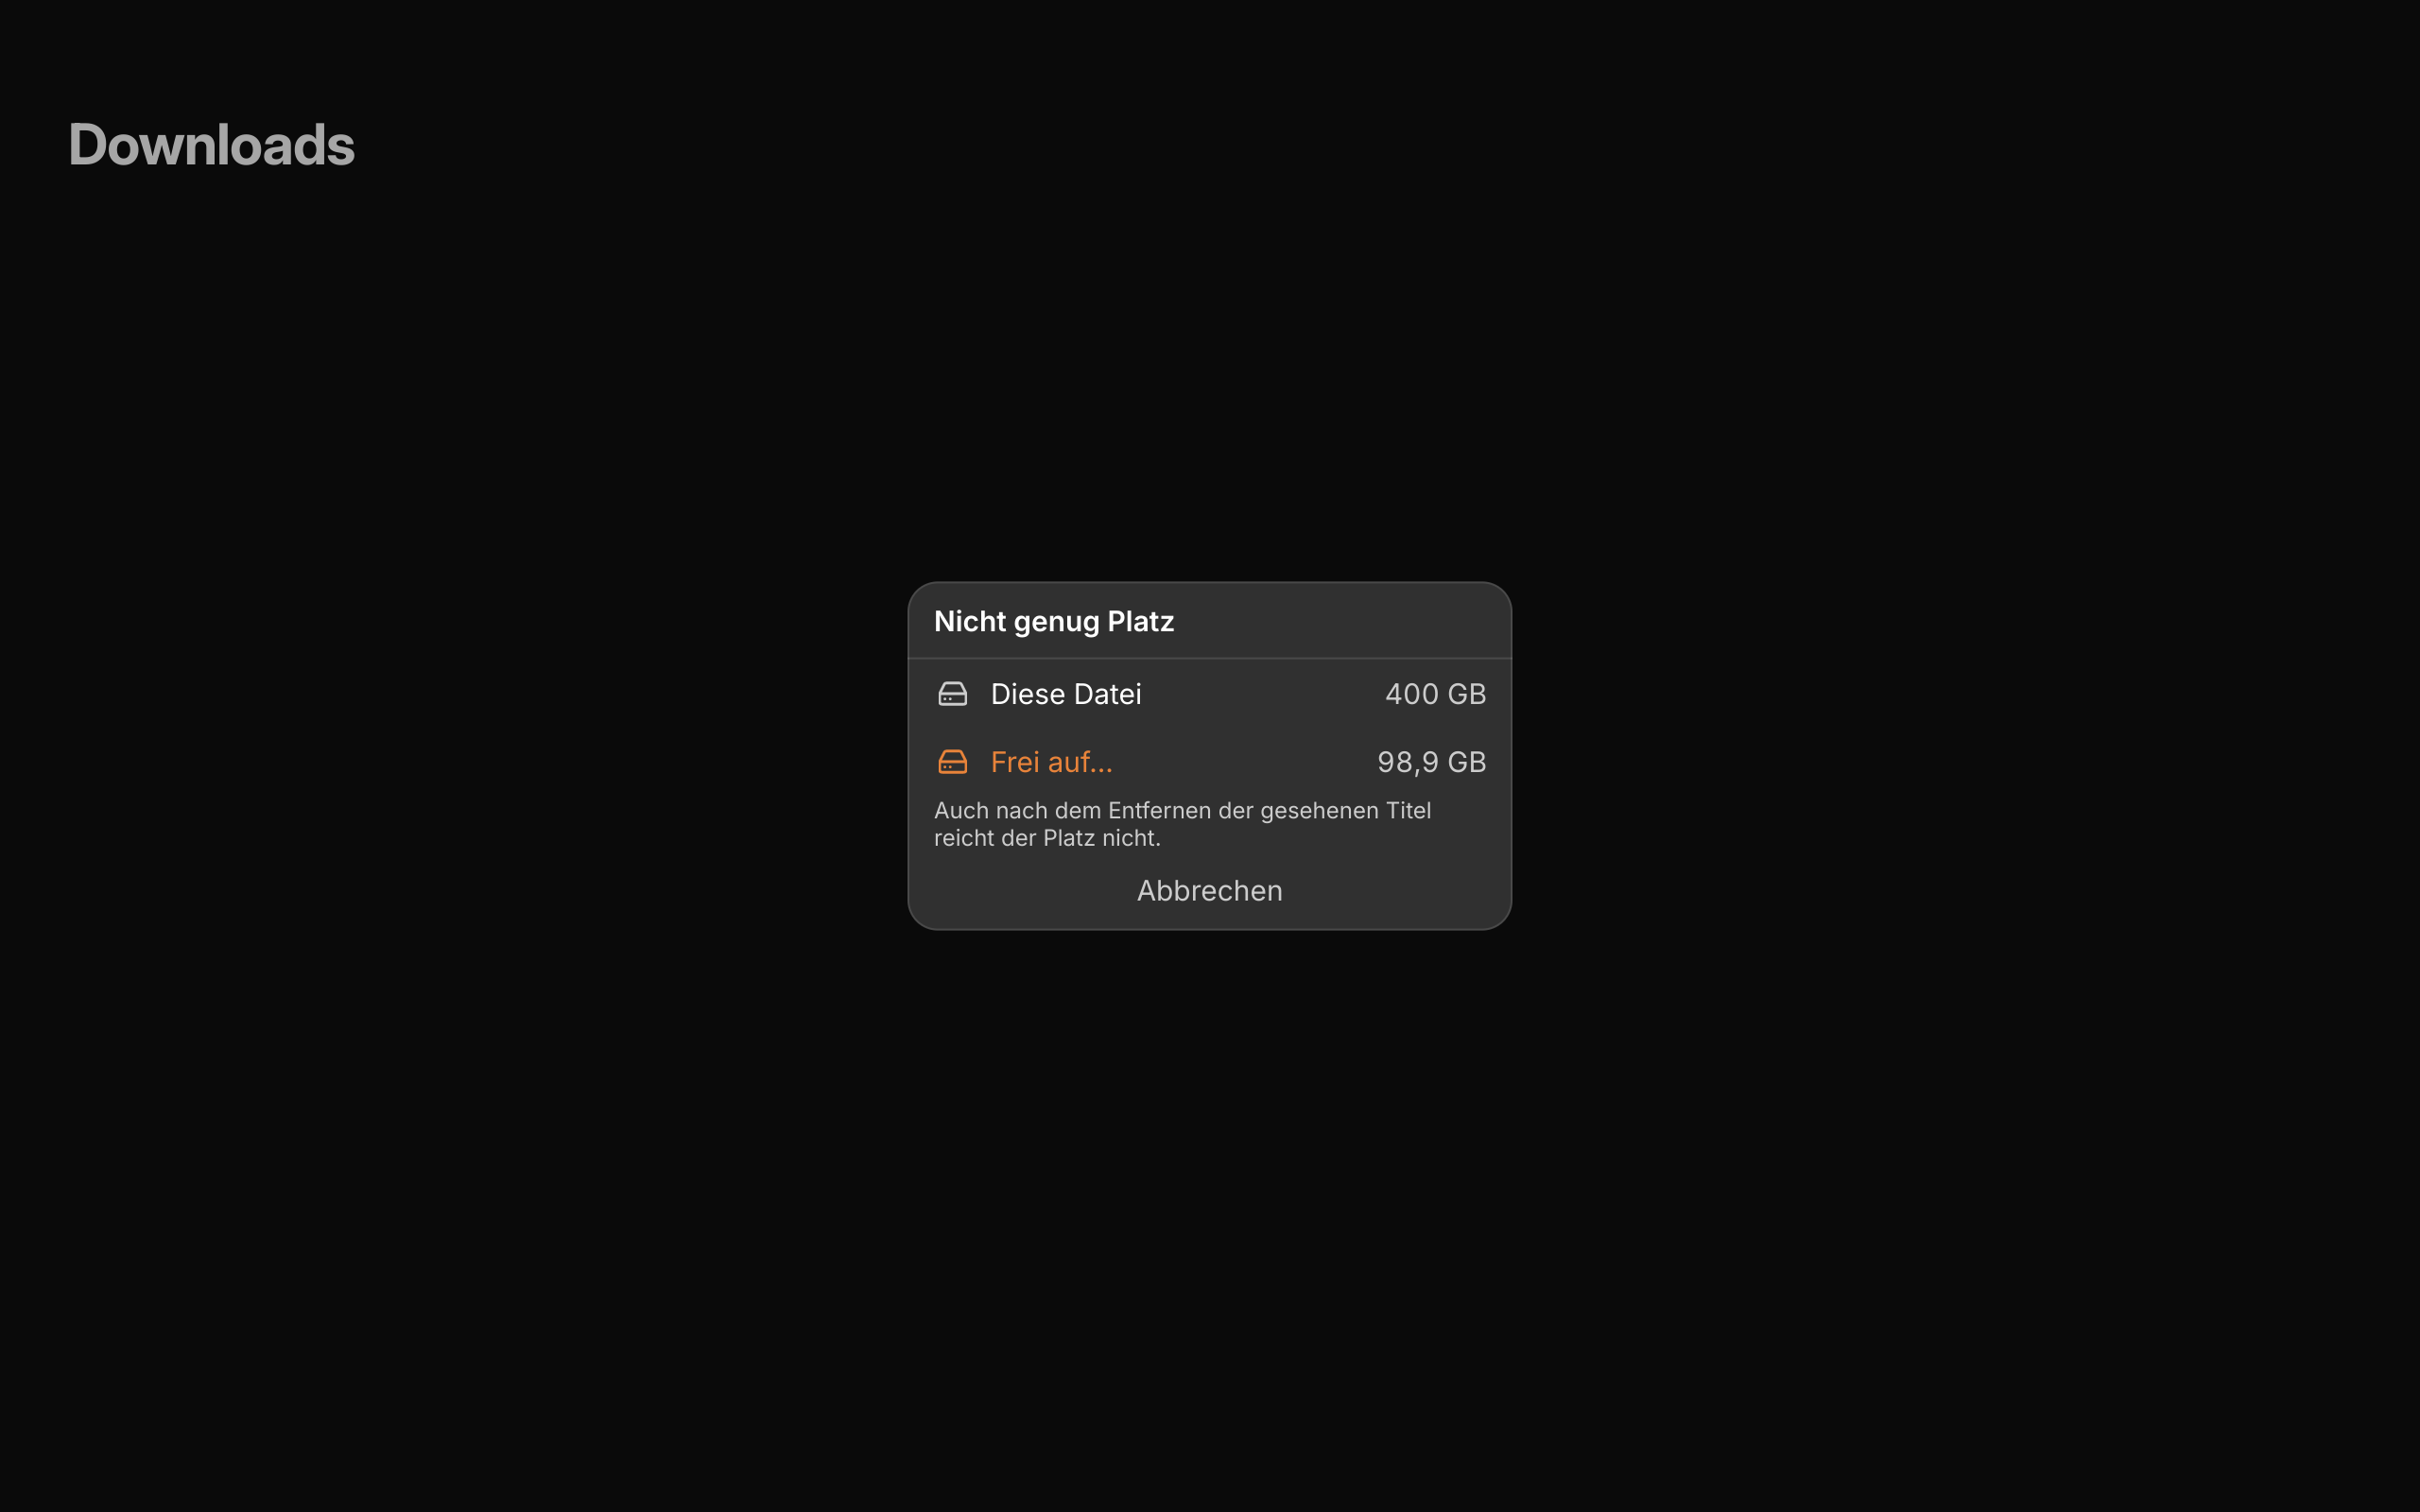 Downloads
Nicht genug Platz
Diese Datei 400 GB
Frei auf... 98,9 GB
Auch nach dem Entfernen der gesehenen Titel
reicht der Platz nicht.
Abbrechen